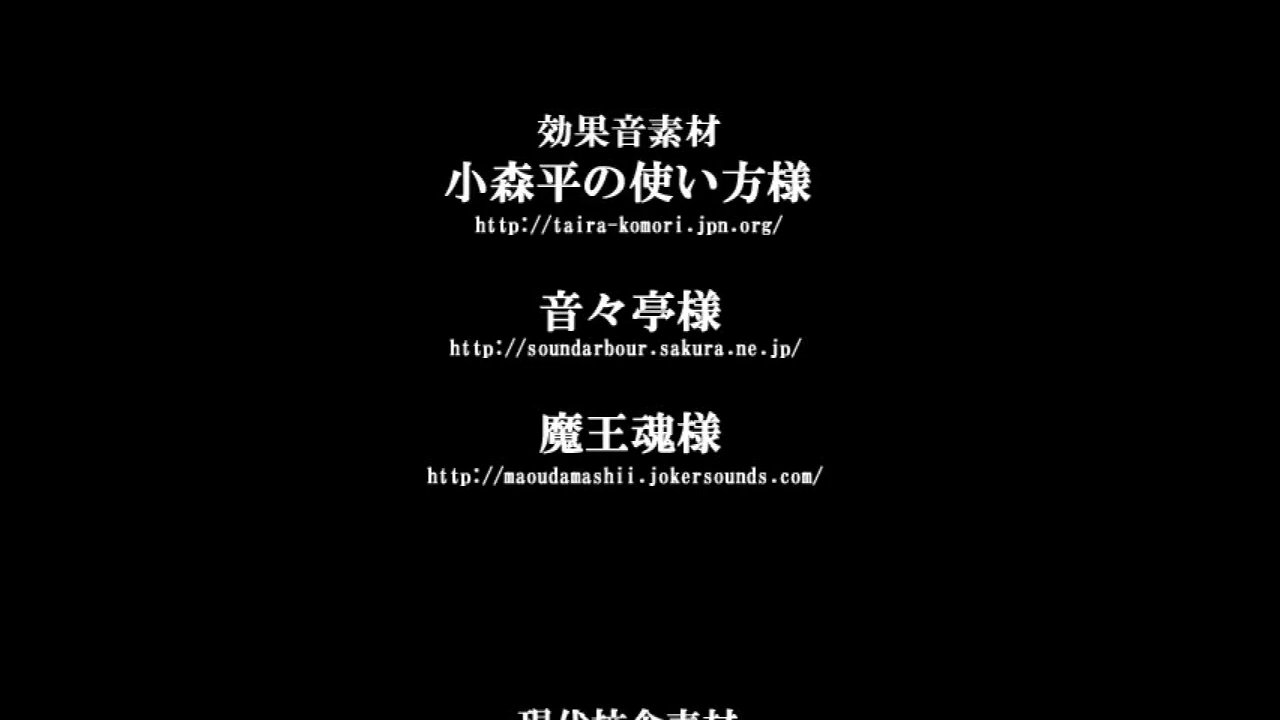 効果音素材
小森平の使い方様
http://taira-komori.jpn.org/
音々亭様
http://soundarbour.sakura.ne.jp/
魔王魂様
http://maoudamashii.jokersounds.com/